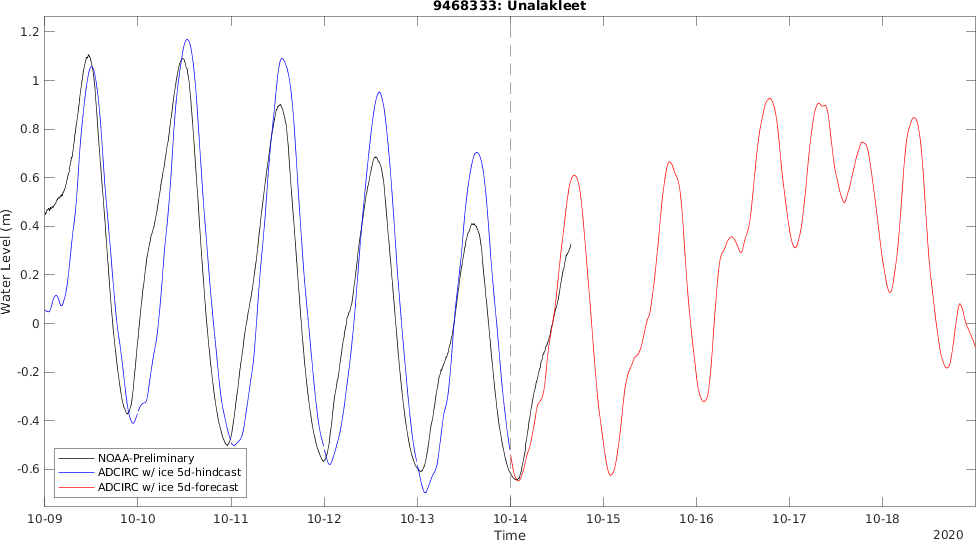 9468333: Unalakleet
Water Level (m)
1.2
1
0.8
0.6
0.4
0.2
0
-0.2
-0.4
-0.6
NOAA-Preliminary
ADCIRC w/ ice 5d-hindcast
ADCIRC w/ ice 5d-forecast
10-09 10-10 10-11 10-12 10-13 10-14 10-15 10-16 10-17 10-18
Time
2020